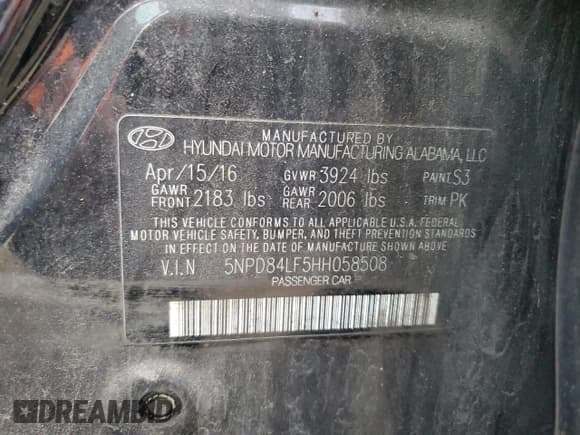 MANUFACTURED BY
HYUNDAI MOTOR MANUFACTURING ALABAMA, LLC
Apr/15/16 GVWR 3924 lbs PAINT S3
GAWR FRONT 2183 lbs GAWR REAR 2006 lbs TRIM PK
THIS VEHICLE CONFORMS TO ALL APPLICABLE U.S.A. FEDERAL
MOTOR VEHICLE SAFETY, BUMPER, AND THEFT PREVENTION STANDARDS
IN EFFECT ON THE DATE OF MANUFACTURE SHOWN ABOVE.
V.I.N 5NPD84LF5HH058508
PASSENGER CAR
DREAMBID